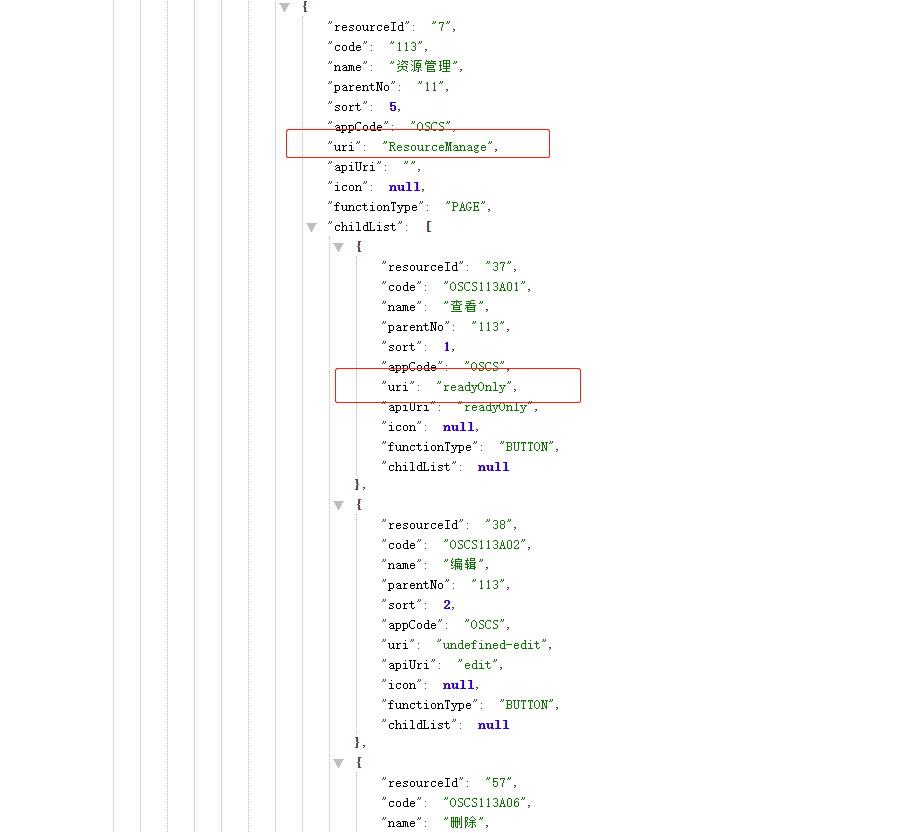 {
"resourceId": "7",
"code": "113",
"name": "资源管理",
"parentNo": "11",
"sort": 5,
"appCode": "OSCS",
"uri": "ResourceManage",
"apiUri": "",
"icon": null,
"functionType": "PAGE",
"childList": [
{
"resourceId": "37",
"code": "OSCS113A01",
"name": "查看",
"parentNo": "113",
"sort": 1,
"appCode": "OSCS",
"uri": "readyOnly",
"apiUri": "readyOnly",
"icon": null,
"functionType": "BUTTON",
"childList": null
},
{
"resourceId": "38",
"code": "OSCS113A02",
"name": "编辑",
"parentNo": "113",
"sort": 2,
"appCode": "OSCS",
"uri": "undefined-edit",
"apiUri": "edit",
"icon": null,
"functionType": "BUTTON",
"childList": null
},
{
"resourceId": "57",
"code": "OSCS113A06",
"name": "删除",